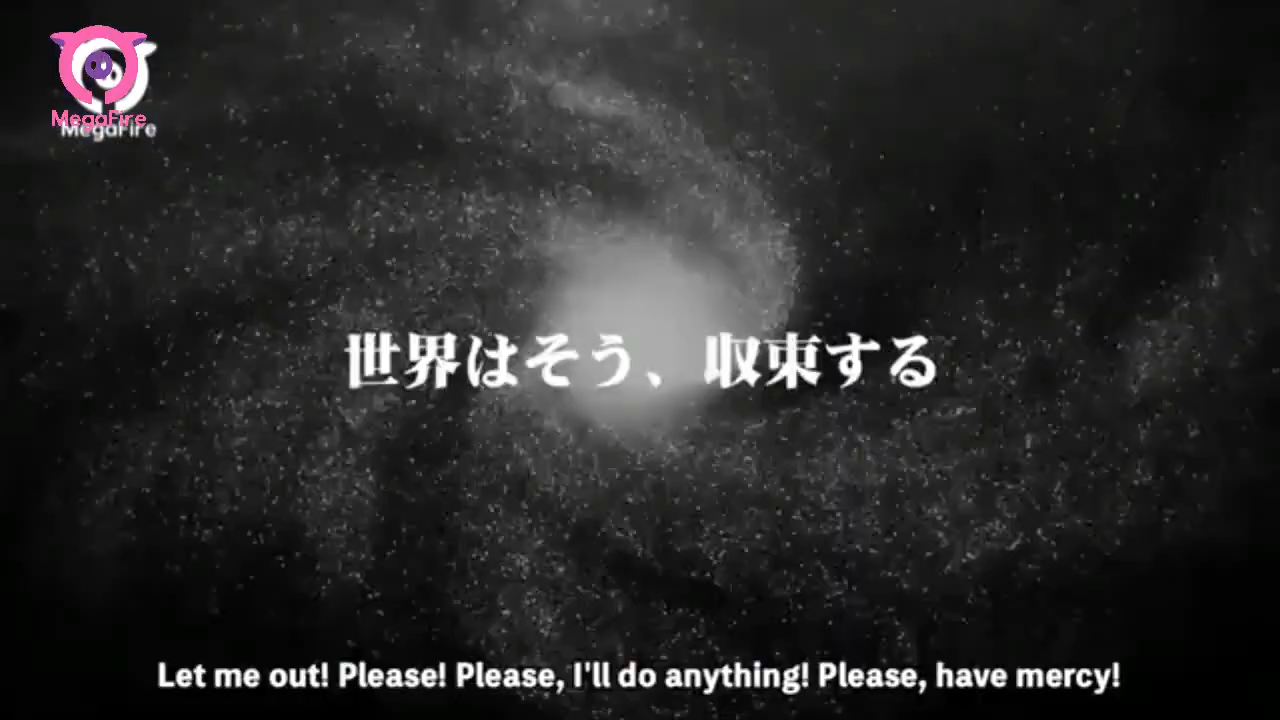 MegaFire
MegaFire
世界はそう、収束する
Let me out! Please! Please, I'll do anything! Please, have mercy!